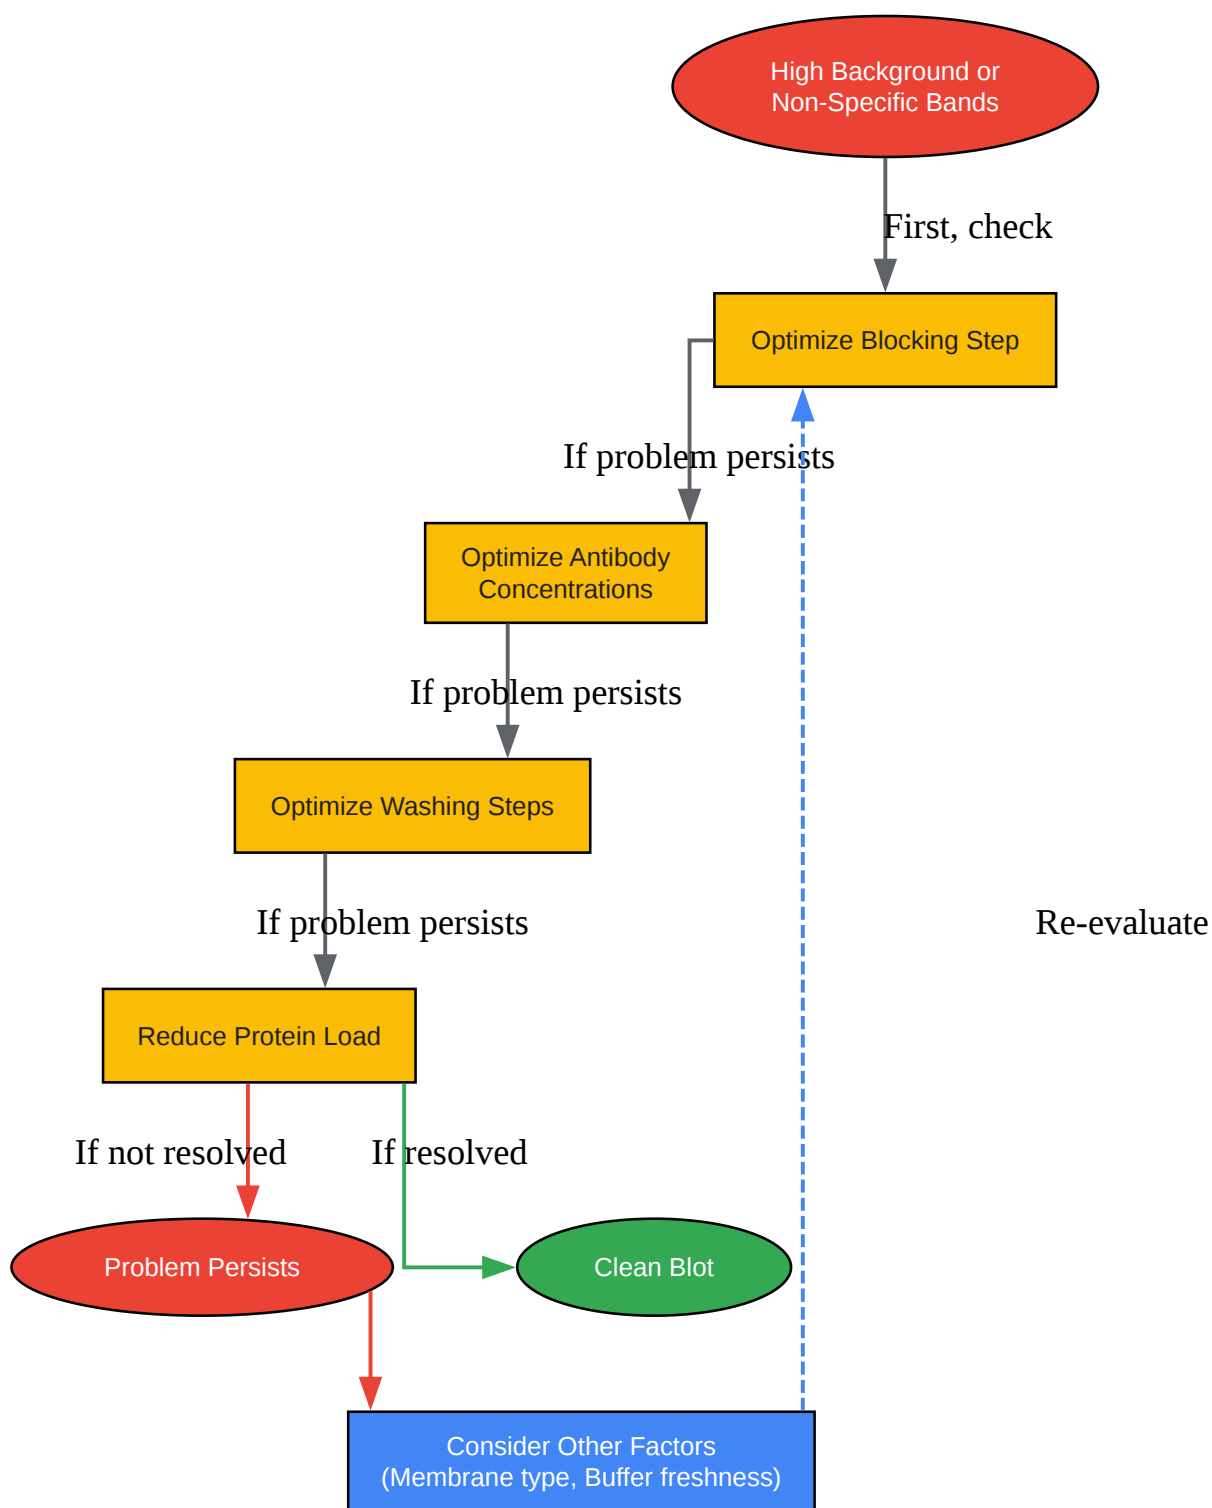 High Background or
Non-Specific Bands
First, check
Optimize Blocking Step
If problem persists
Optimize Antibody
Concentrations
If problem persists
Optimize Washing Steps
If problem persists
Re-evaluate
Reduce Protein Load
If not resolved
If resolved
Problem Persists
Clean Blot
Consider Other Factors
(Membrane type, Buffer freshness)